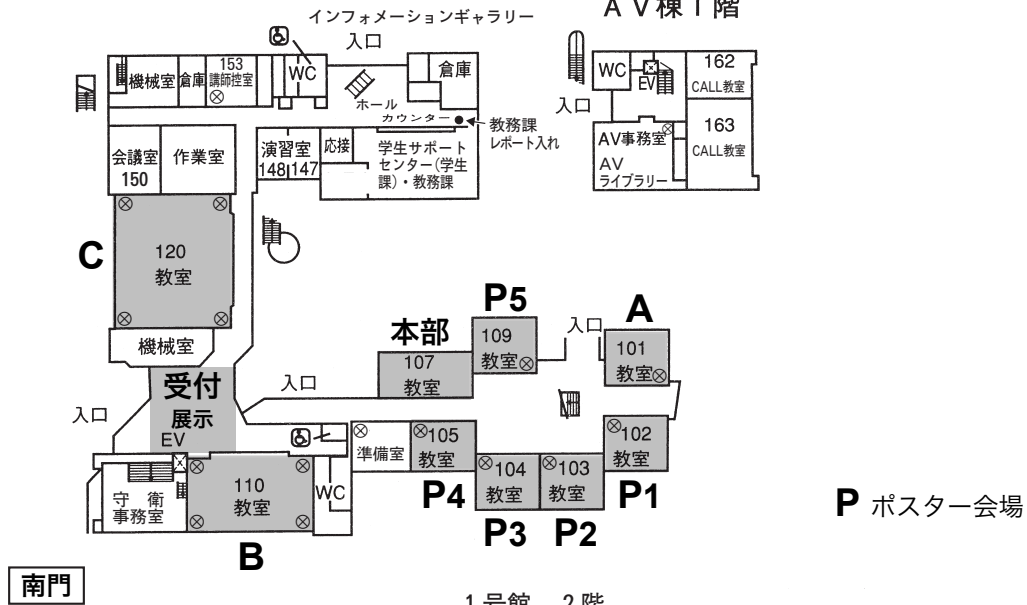 インフォメーションギャラリー
AV棟1階
入口
機械室
倉庫
153
講師控室
WC
ホール
倉庫
カウンター
教務課
レポート入れ
会議室
150
作業室
演習室
148
147
応接
学生サポート
センター(学生
課)・教務課
WC
EV
162
CALL教室
入口
163
CALL教室
AV事務室
AV
ライブラリー
C
120
教室
機械室
受付
展示
EV
入口
入口
本部
107
教室
P5
109
教室
入口
A
101
教室
準備室
105
教室
P4
104
教室
P3
103
教室
P2
102
教室
P1
守衛
事務室
110
教室
WC
B
P ポスター会場
南門
1号館 2階